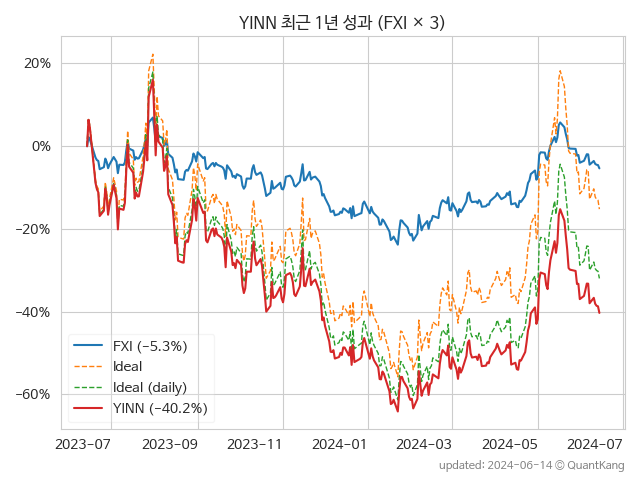 YINN 최근 1년 성과 (FXI × 3)
20%
0%
−20%
−40%
−60%
FXI (−5.3%)
Ideal
Ideal (daily)
YINN (−40.2%)
2023-07 2023-09 2023-11 2024-01 2024-03 2024-05 2024-07
updated: 2024-06-14 © QuantKang